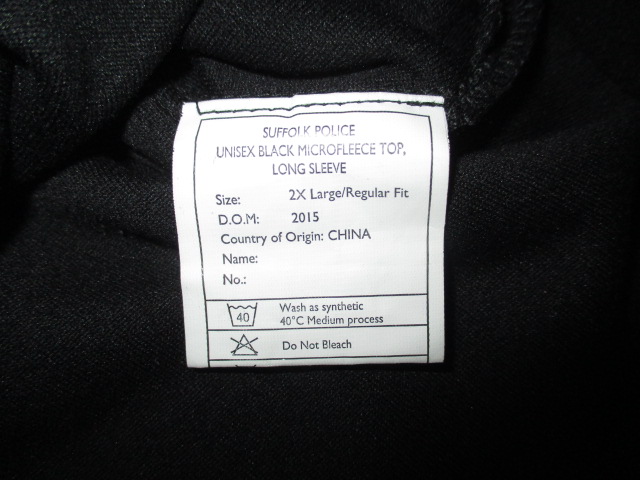 SUFFOLK POLICE
UNISEX BLACK MICROFLEECE TOP,
LONG SLEEVE
Size: 2X Large/Regular Fit
D.O.M: 2015
Country of Origin: CHINA
Name:
No.:
40 Wash as synthetic
40°C Medium process
Do Not Bleach